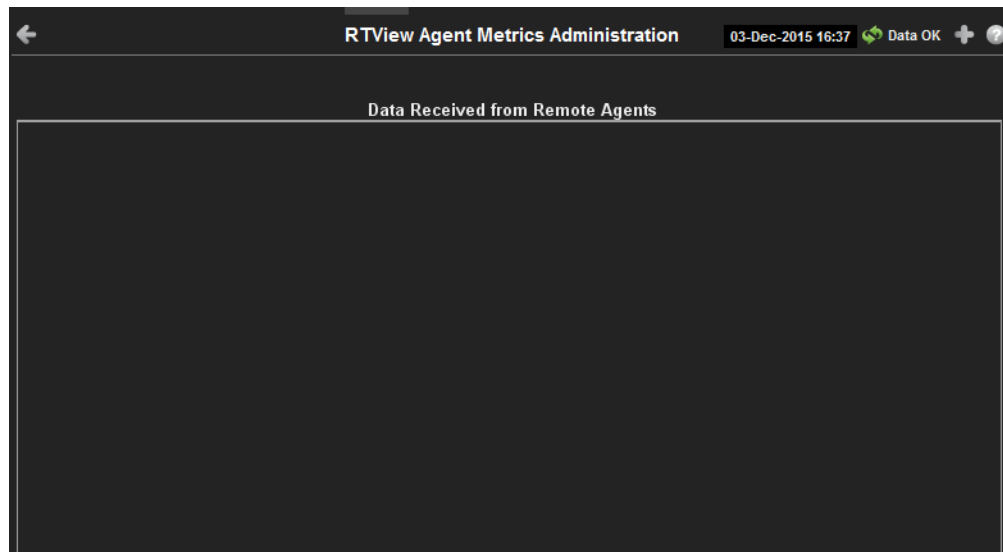 RTView Agent Metrics Administration 03-Dec-2015 16:37 Data OK ?
Data Received from Remote Agents